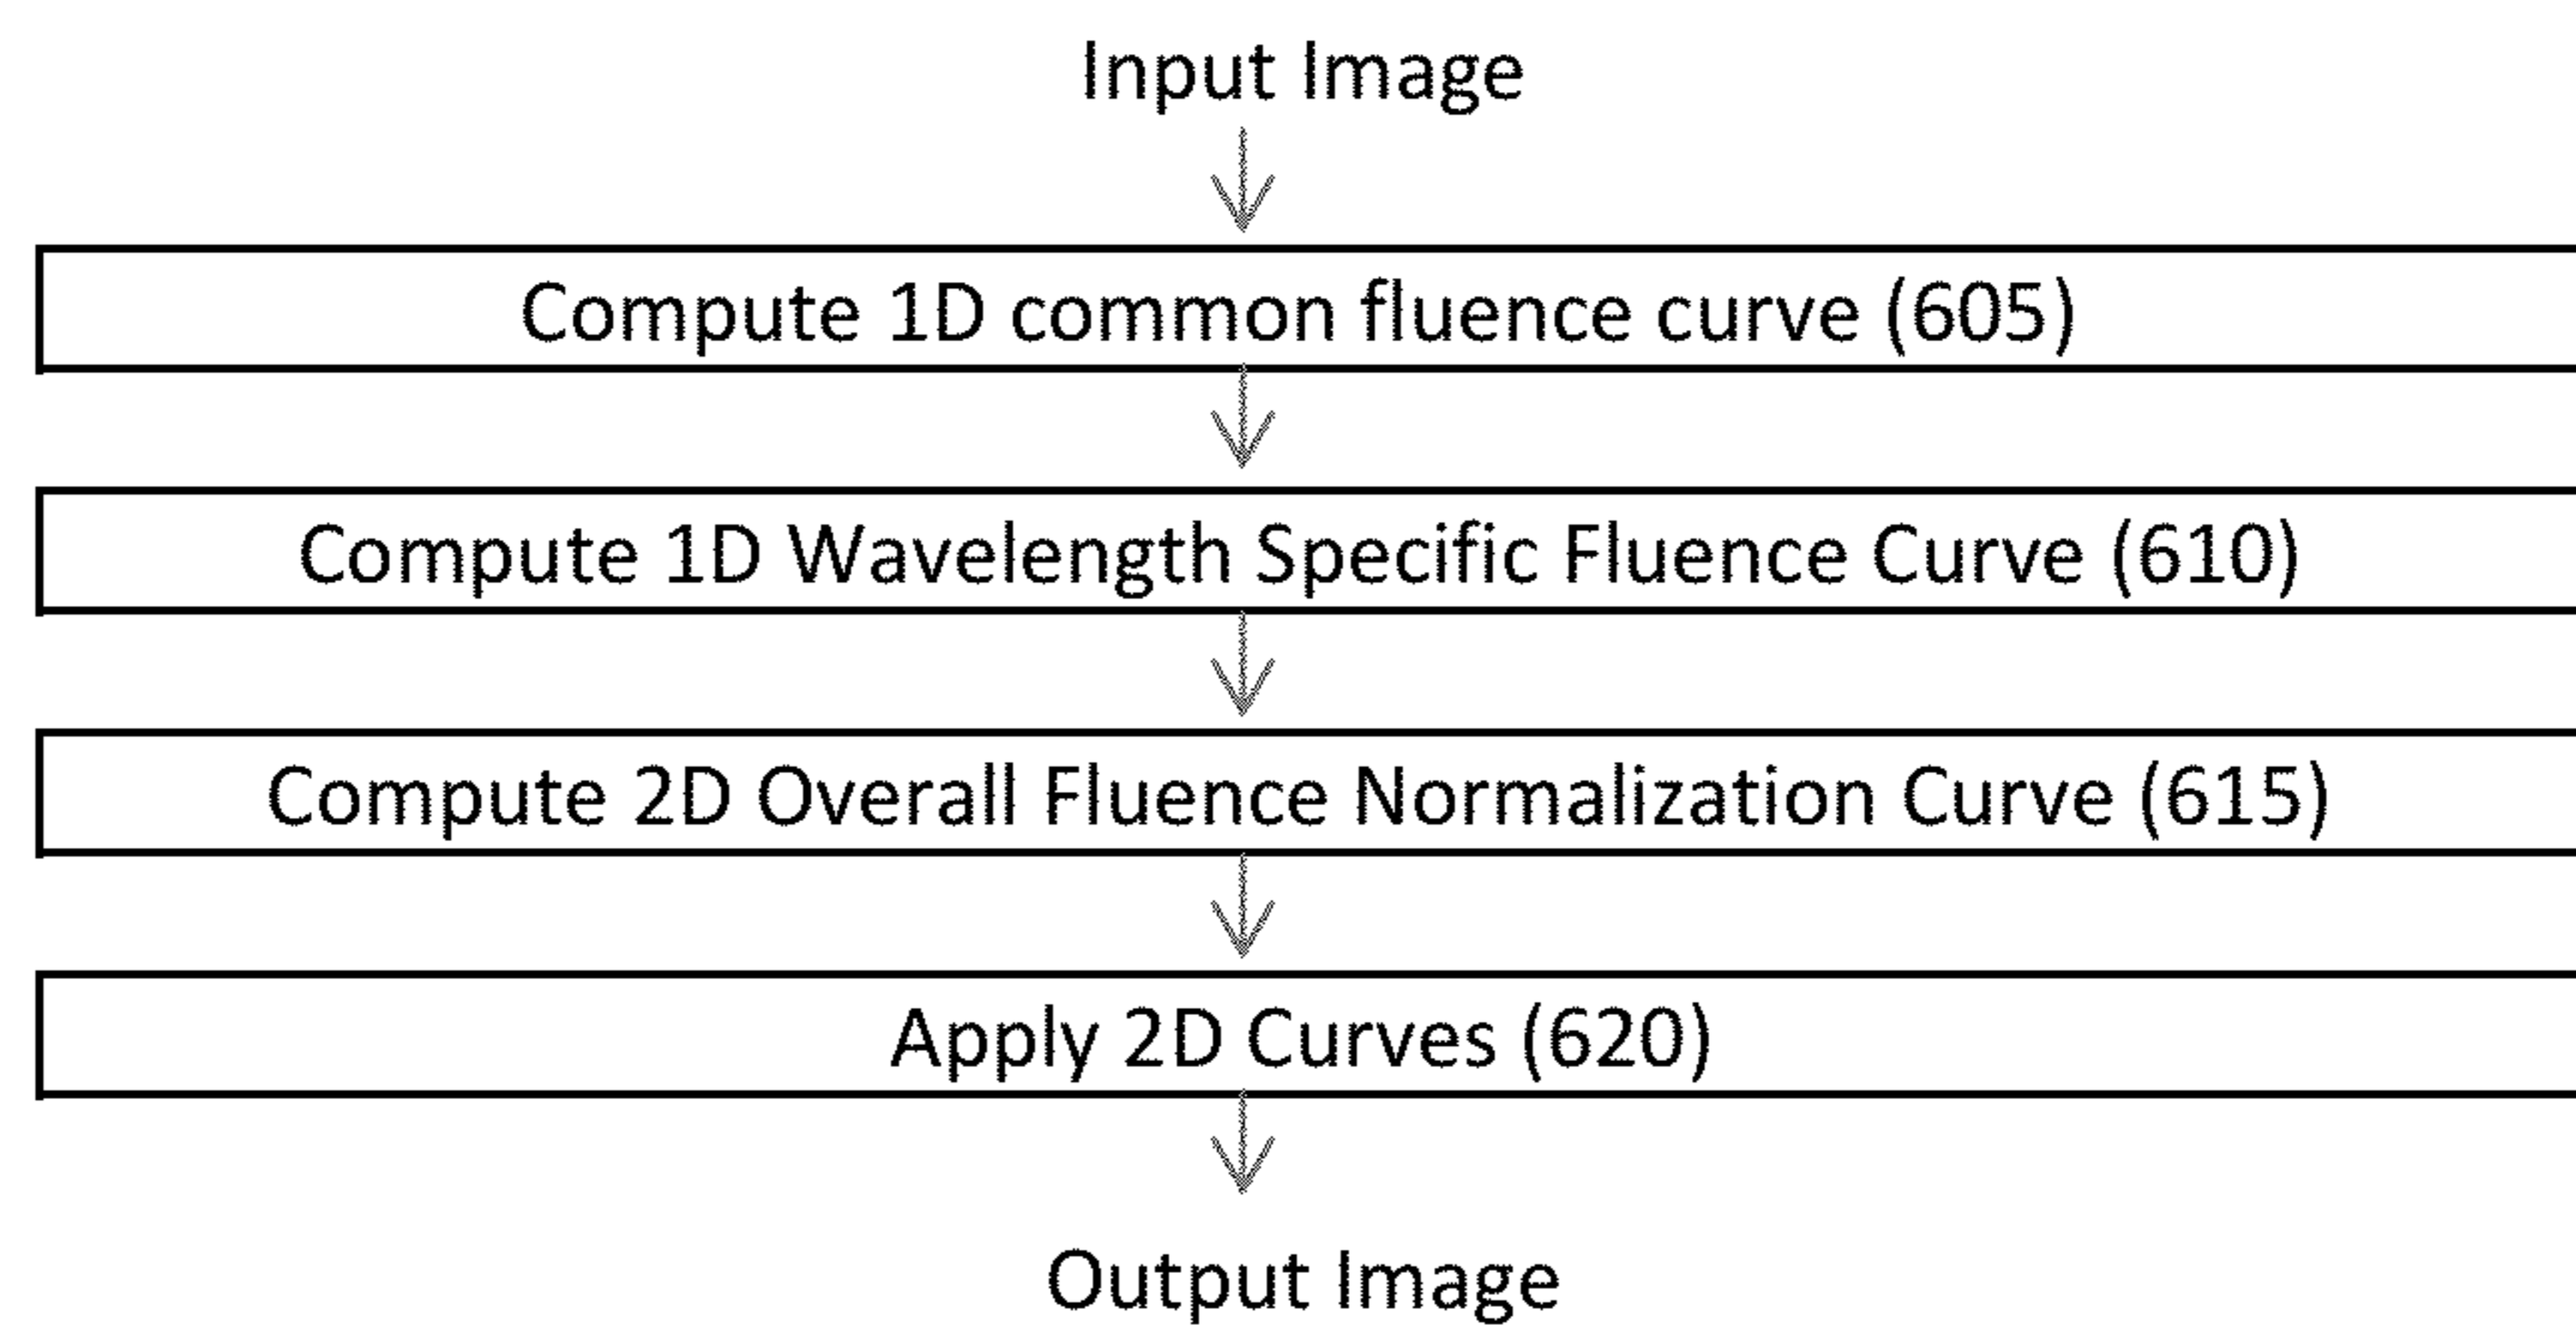 Input Image
Compute 1D common fluence curve (605)
Compute 1D Wavelength Specific Fluence Curve (610)
Compute 2D Overall Fluence Normalization Curve (615)
Apply 2D Curves (620)
Output Image